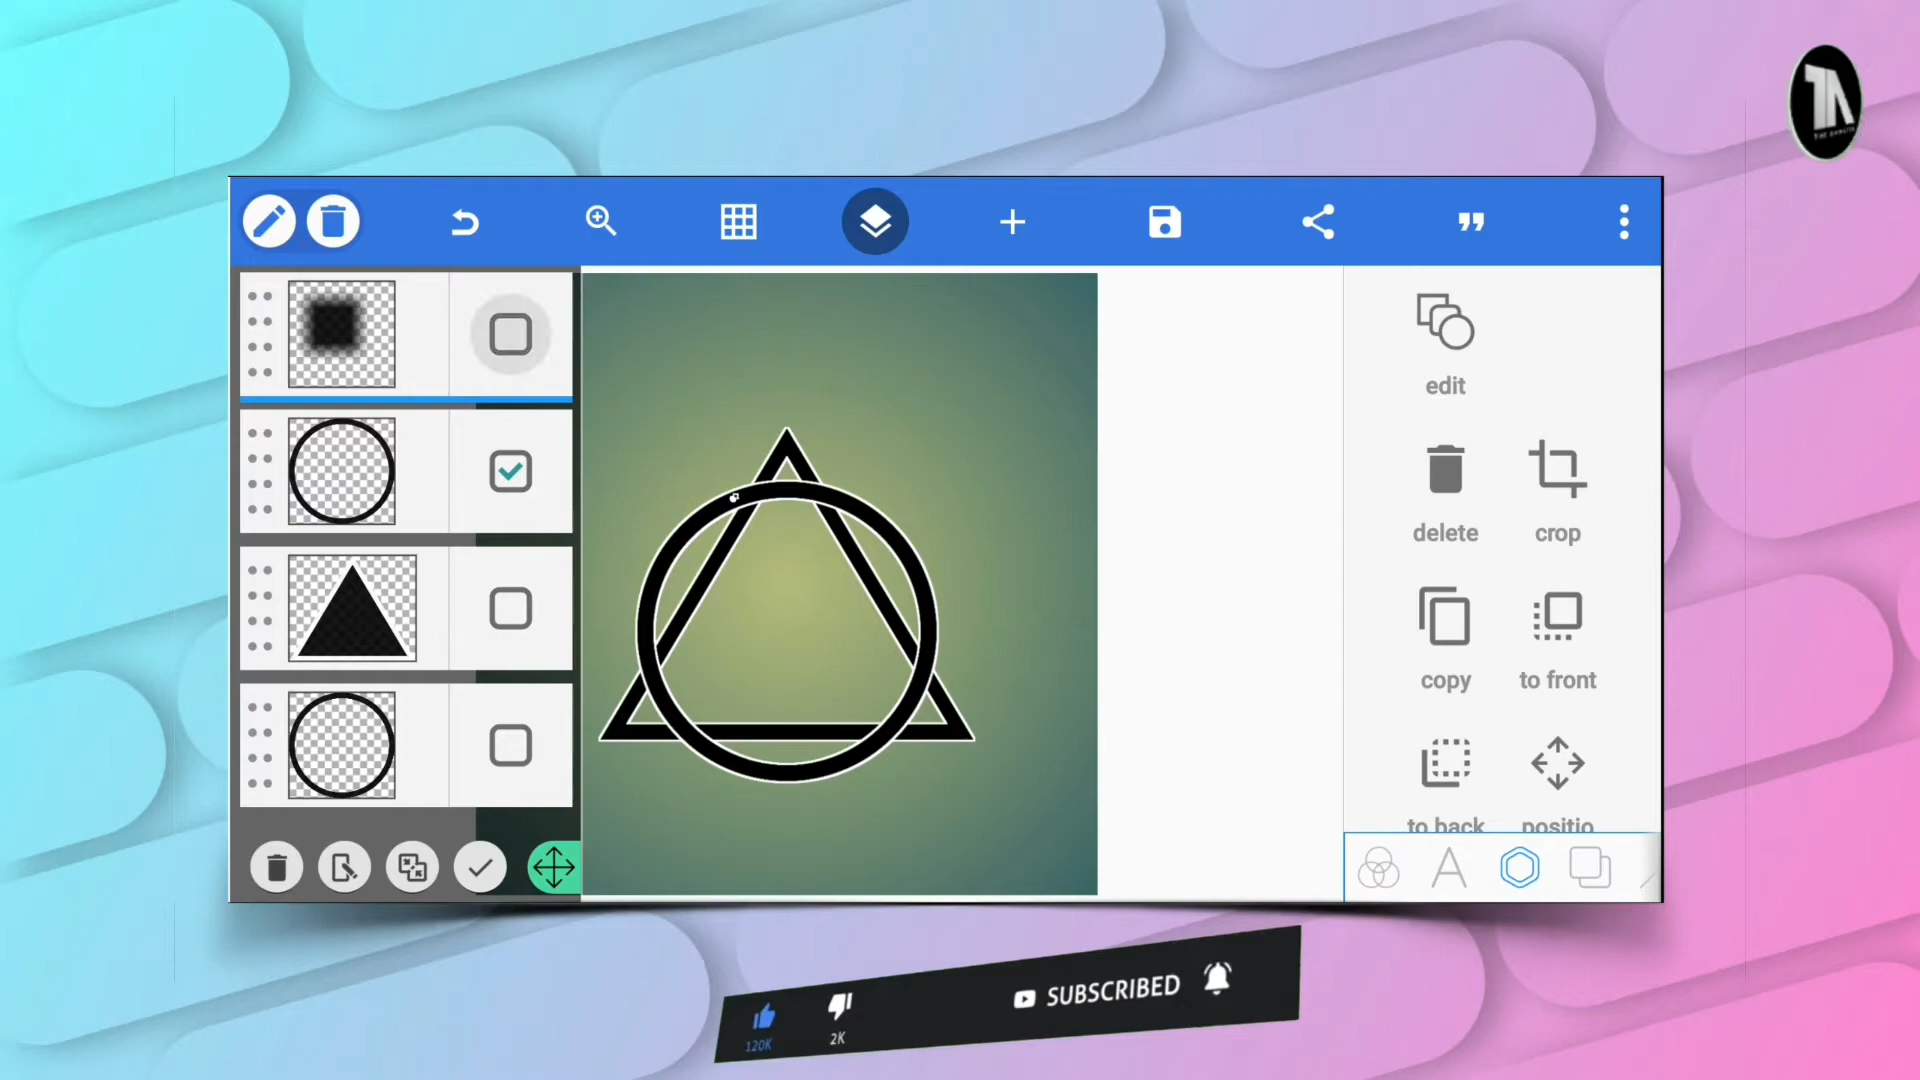 edit
delete
crop
copy
to front
to back
positio
SUBSCRIBED
120K
2K